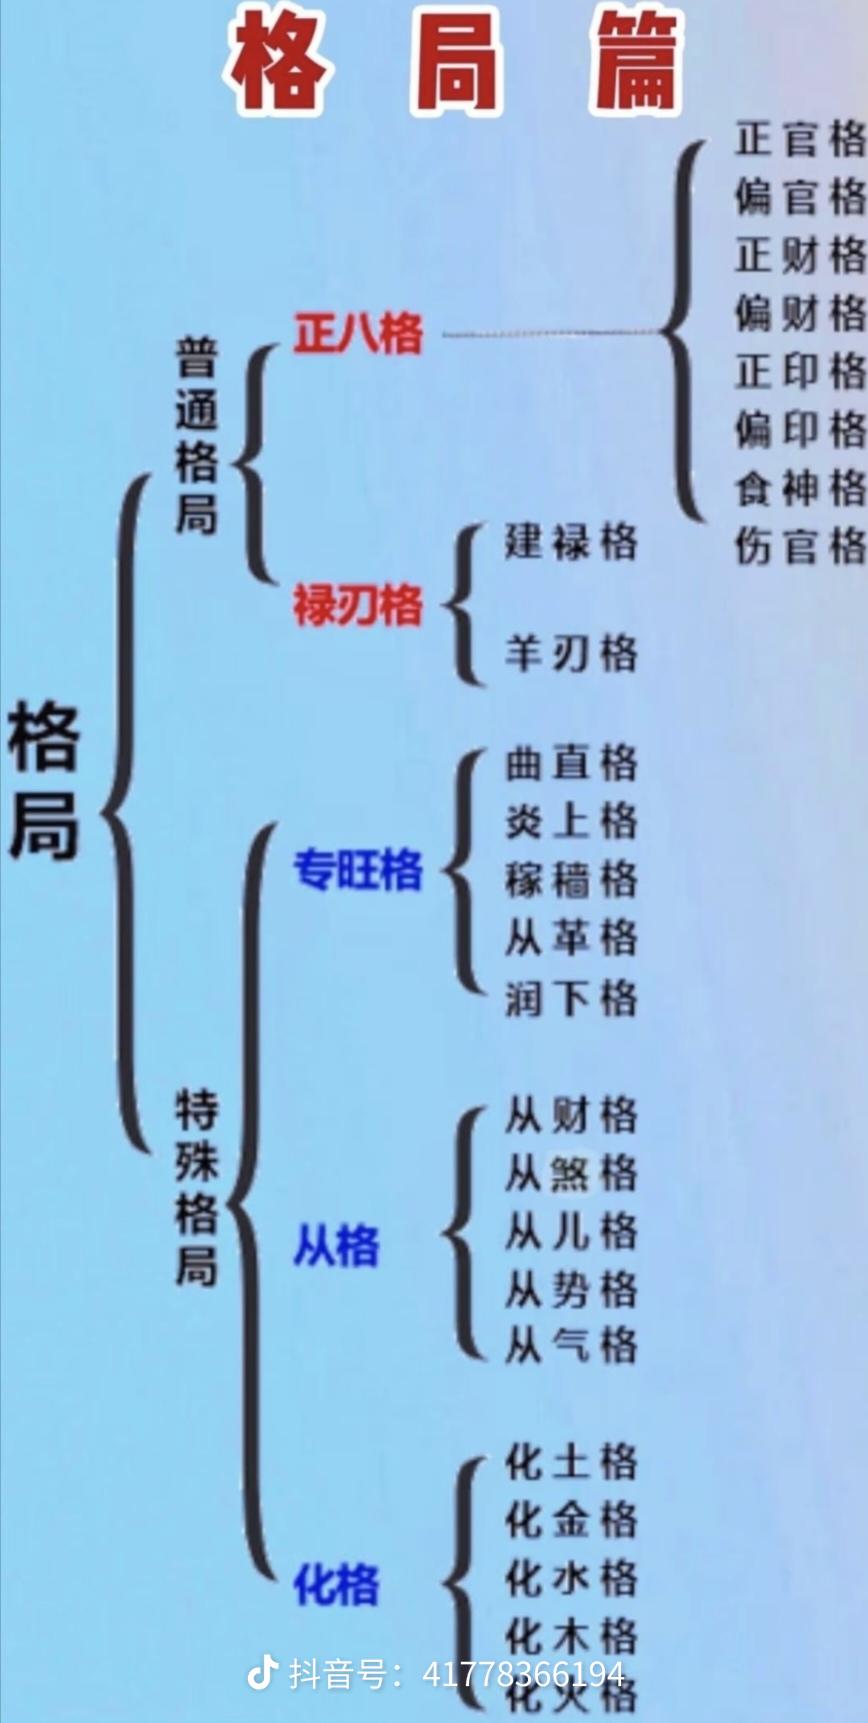 格局篇
格局
普通格局
正八格
正官格
偏官格
正财格
偏财格
正印格
偏印格
食神格
伤官格
禄刃格
建禄格
羊刃格
特殊格局
专旺格
曲直格
炎上格
稼穑格
从革格
润下格
从格
从财格
从煞格
从儿格
从势格
从气格
化格
化土格
化金格
化水格
化木格
化火格
抖音号：41778366194